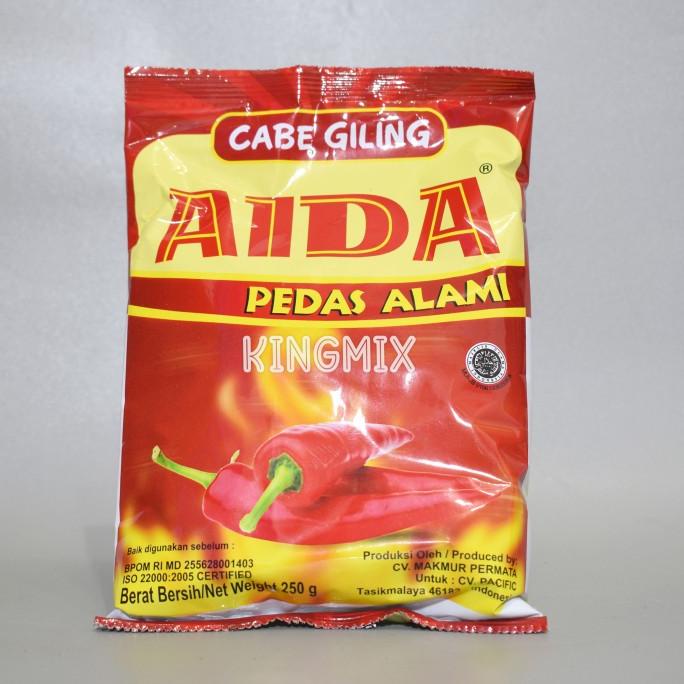 CABE GILING
AIDA®
PEDAS ALAMI
KINGMIX
Baik digunakan sebelum :
BPOM RI MD 255628001403
ISO 22000:2005 CERTIFIED
Berat Bersih/Net Weight 250 g
Produksi Oleh / Produced by:
CV. MAKMUR PERMATA
Untuk : CV. PACIFIC
Tasikmalaya Indonesia